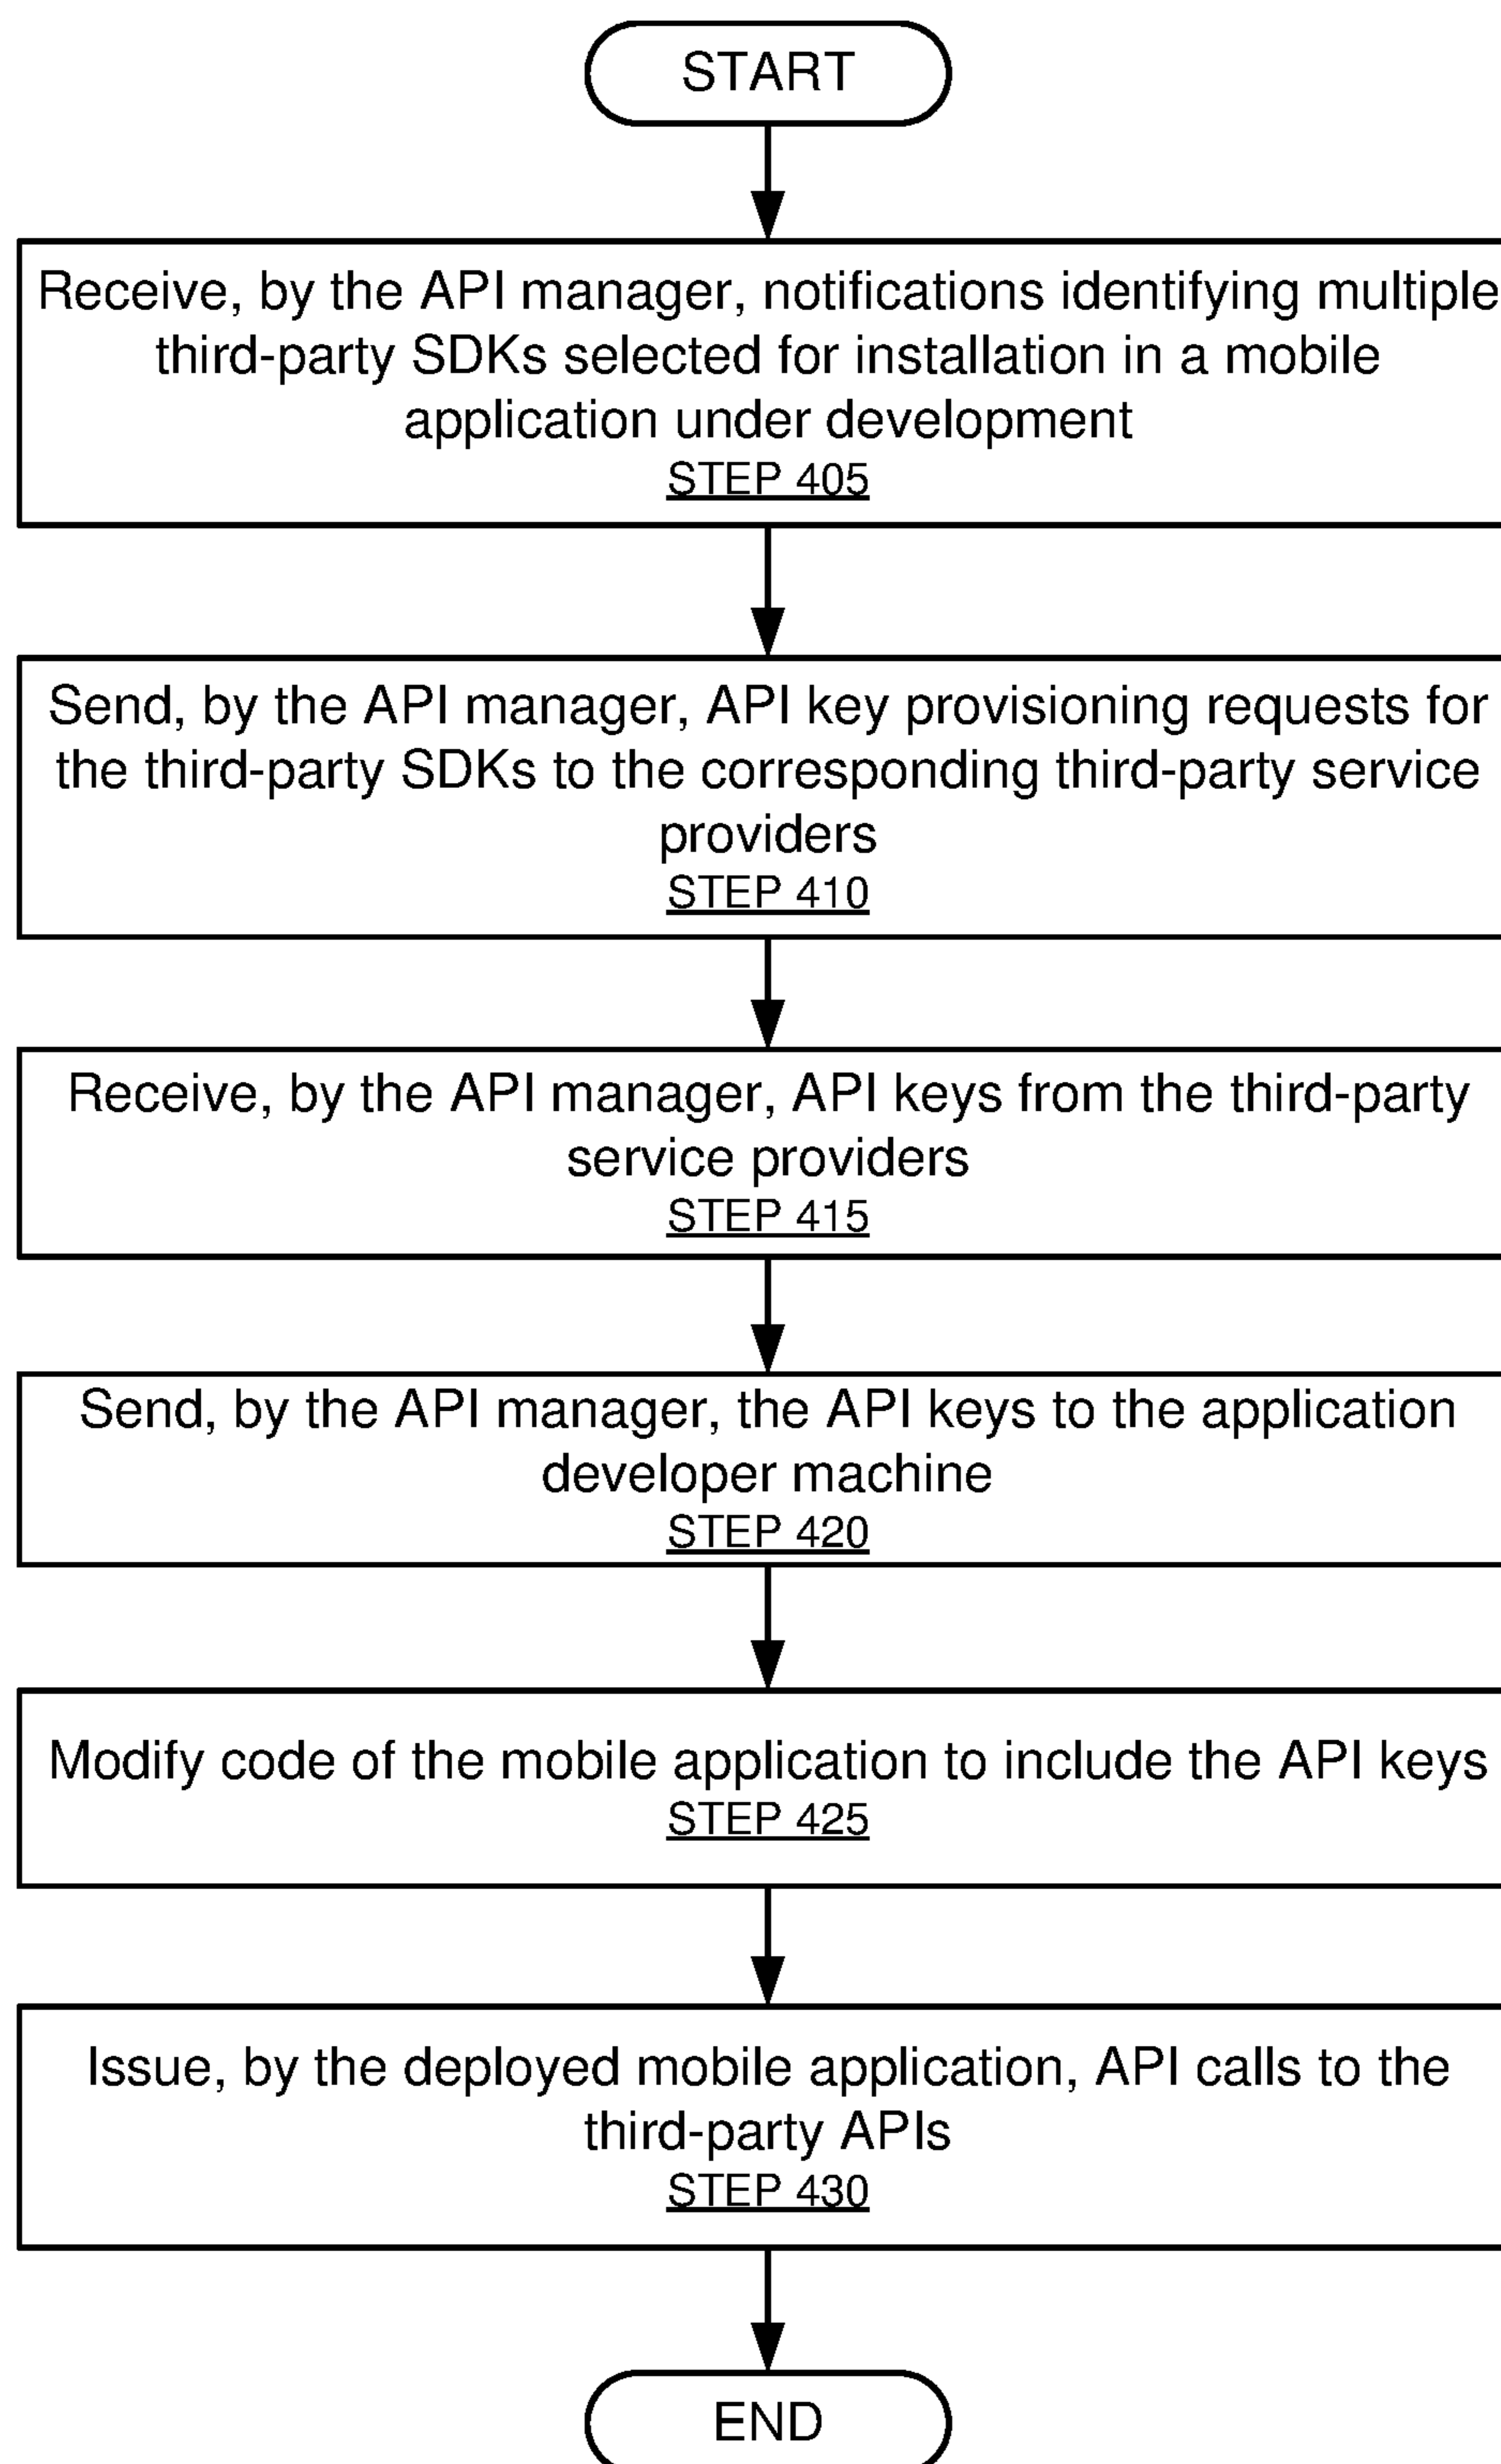 START
Receive, by the API manager, notifications identifying multiple
third-party SDKs selected for installation in a mobile
application under development
STEP 405
Send, by the API manager, API key provisioning requests for
the third-party SDKs to the corresponding third-party service
providers
STEP 410
Receive, by the API manager, API keys from the third-party
service providers
STEP 415
Send, by the API manager, the API keys to the application
developer machine
STEP 420
Modify code of the mobile application to include the API keys
STEP 425
Issue, by the deployed mobile application, API calls to the
third-party APIs
STEP 430
END